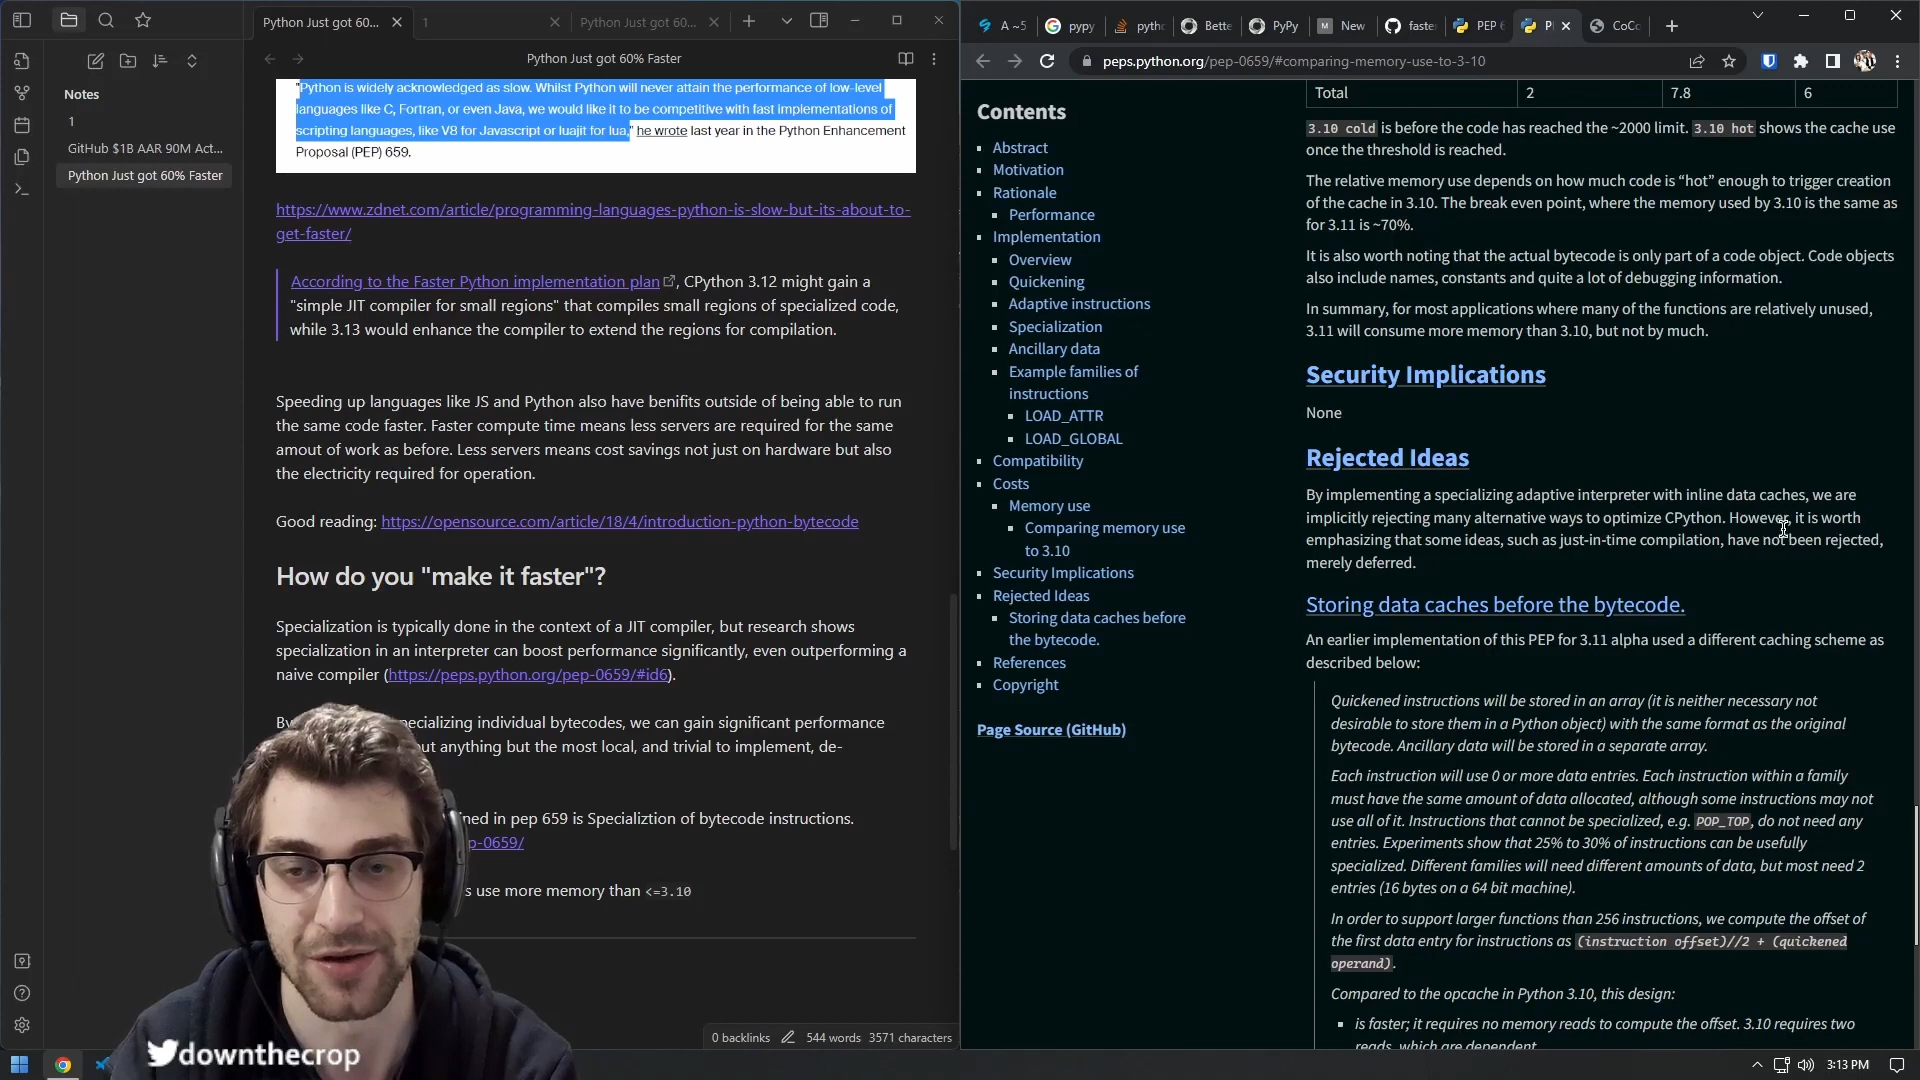 Python Just got 60...
1
Python Just got 60...
Python Just got 60% Faster
Notes
1
GitHub $1B AAR 90M Act...
Python Just got 60% Faster
"Python is widely acknowledged as slow. Whilst Python will never attain the performance of low-level
languages like C, Fortran, or even Java, we would like it to be competitive with fast implementations of
scripting languages, like V8 for Javascript or luajit for lua," he wrote last year in the Python Enhancement
Proposal (PEP) 659.
https://www.zdnet.com/article/programming-languages-python-is-slow-but-its-about-to-
get-faster/
According to the Faster Python implementation plan, CPython 3.12 might gain a
"simple JIT compiler for small regions" that compiles small regions of specialized code,
while 3.13 would enhance the compiler to extend the regions for compilation.
Speeding up languages like JS and Python also have benifits outside of being able to run
the same code faster. Faster compute time means less servers are required for the same
amout of work as before. Less servers means cost savings not just on hardware but also
the electricity required for operation.
Good reading: https://opensource.com/article/18/4/introduction-python-bytecode
How do you "make it faster"?
Specialization is typically done in the context of a JIT compiler, but research shows
specialization in an interpreter can boost performance significantly, even outperforming a
naive compiler (https://peps.python.org/pep-0659/#id6).
By pecializing individual bytecodes, we can gain significant performance
ut anything but the most local, and trivial to implement, de-
ned in pep 659 is Speciliztion of bytecode instructions.
p-0659/
s use more memory than <=3.10
0 backlinks 544 words 3571 characters
downthecrop
A ~5
pypy
pytho
Bette
PyPy
New
faste
PEP 6
P
CoCo
peps.python.org/pep-0659/#comparing-memory-use-to-3-10
Contents
Abstract
Motivation
Rationale
Performance
Implementation
Overview
Quickening
Adaptive instructions
Specialization
Ancillary data
Example families of
instructions
LOAD_ATTR
LOAD_GLOBAL
Compatibility
Costs
Memory use
Comparing memory use
to 3.10
Security Implications
Rejected Ideas
Storing data caches before
the bytecode.
References
Copyright
Page Source (GitHub)
Total 2 7.8 6
3.10 cold is before the code has reached the ~2000 limit. 3.10 hot shows the cache use
once the threshold is reached.
The relative memory use depends on how much code is “hot” enough to trigger creation
of the cache in 3.10. The break even point, where the memory used by 3.10 is the same as
for 3.11 is ~70%.
It is also worth noting that the actual bytecode is only part of a code object. Code objects
also include names, constants and quite a lot of debugging information.
In summary, for most applications where many of the functions are relatively unused,
3.11 will consume more memory than 3.10, but not by much.
Security Implications
None
Rejected Ideas
By implementing a specializing adaptive interpreter with inline data caches, we are
implicitly rejecting many alternative ways to optimize CPython. However, it is worth
emphasizing that some ideas, such as just-in-time compilation, have not been rejected,
merely deferred.
Storing data caches before the bytecode.
An earlier implementation of this PEP for 3.11 alpha used a different caching scheme as
described below:
Quickened instructions will be stored in an array (it is neither necessary not
desirable to store them in a Python object) with the same format as the original
bytecode. Ancillary data will be stored in a separate array.
Each instruction will use 0 or more data entries. Each instruction within a family
must have the same amount of data allocated, although some instructions may not
use all of it. Instructions that cannot be specialized, e.g. POP_TOP, do not need any
entries. Experiments show that 25% to 30% of instructions can be usefully
specialized. Different families will need different amounts of data, but most need 2
entries (16 bytes on a 64 bit machine).
In order to support larger functions than 256 instructions, we compute the offset of
the first data entry for instructions as (instruction offset)//2 + (quickened
operand).
Compared to the opcache in Python 3.10, this design:
is faster; it requires no memory reads to compute the offset. 3.10 requires two
reads, which are dependent.
3:13 PM